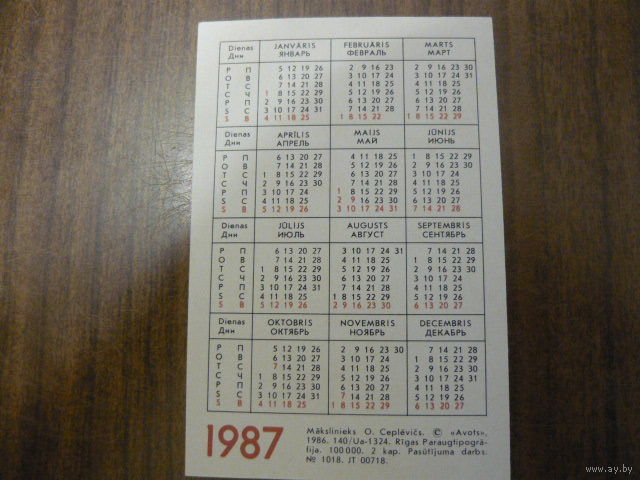 Dienas JANVĀRIS FEBRUĀRIS MARTS
Дни ЯНВАРЬ ФЕВРАЛЬ МАРТ
P П 5 12 19 26 2 9 16 23 2 9 16 23 30
O В 6 13 20 27 3 10 17 24 3 10 17 24 31
T С 7 14 21 28 4 11 18 25 4 11 18 25
C Ч 1 8 15 22 29 5 12 19 26 5 12 19 26
P П 2 9 16 23 30 6 13 20 27 6 13 20 27
S С 3 10 17 24 31 7 14 21 28 7 14 21 28
S В 4 11 18 25 1 8 15 22 1 8 15 22 29
Dienas APRĪLIS MAIJS JŪNIJS
Дни АПРЕЛЬ МАЙ ИЮНЬ
P П 6 13 20 27 4 11 18 25 1 8 15 22 29
O В 7 14 21 28 5 12 19 26 2 9 16 23 30
T С 1 8 15 22 29 6 13 20 27 3 10 17 24
C Ч 2 9 16 23 30 7 14 21 28 4 11 18 25
P П 3 10 17 24 1 8 15 22 29 5 12 19 26
S С 4 11 18 25 2 9 16 23 30 6 13 20 27
S В 5 12 19 26 3 10 17 24 31 7 14 21 28
Dienas JŪLIJS AUGUSTS SEPTEMBRIS
Дни ИЮЛЬ АВГУСТ СЕНТЯБРЬ
P П 6 13 20 27 3 10 17 24 31 7 14 21 28
O В 7 14 21 28 4 11 18 25 1 8 15 22 29
T С 1 8 15 22 29 5 12 19 26 2 9 16 23 30
C Ч 2 9 16 23 30 6 13 20 27 3 10 17 24
P П 3 10 17 24 31 7 14 21 28 4 11 18 25
S С 4 11 18 25 1 8 15 22 29 5 12 19 26
S В 5 12 19 26 2 9 16 23 30 6 13 20 27
Dienas OKTOBRIS NOVEMBRIS DECEMBRIS
Дни ОКТЯБРЬ НОЯБРЬ ДЕКАБРЬ
P П 5 12 19 26 2 9 16 23 30 7 14 21 28
O В 6 13 20 27 3 10 17 24 1 8 15 22 29
T С 7 14 21 28 4 11 18 25 2 9 16 23 30
C Ч 1 8 15 22 29 5 12 19 26 3 10 17 24 31
P П 2 9 16 23 30 6 13 20 27 4 11 18 25
S С 3 10 17 24 31 7 14 21 28 5 12 19 26
S В 4 11 18 25 1 8 15 22 29 6 13 20 27
1987
Mākslinieks O. Ceplēvičs. © «Avots»,
1986. 140/Ua-1324. Rīgas Paraugtipogrā-
fija. 100 000. 2 kap. Pasūtījuma darbs.
№ 1018. JT 00718.
www.ay.by